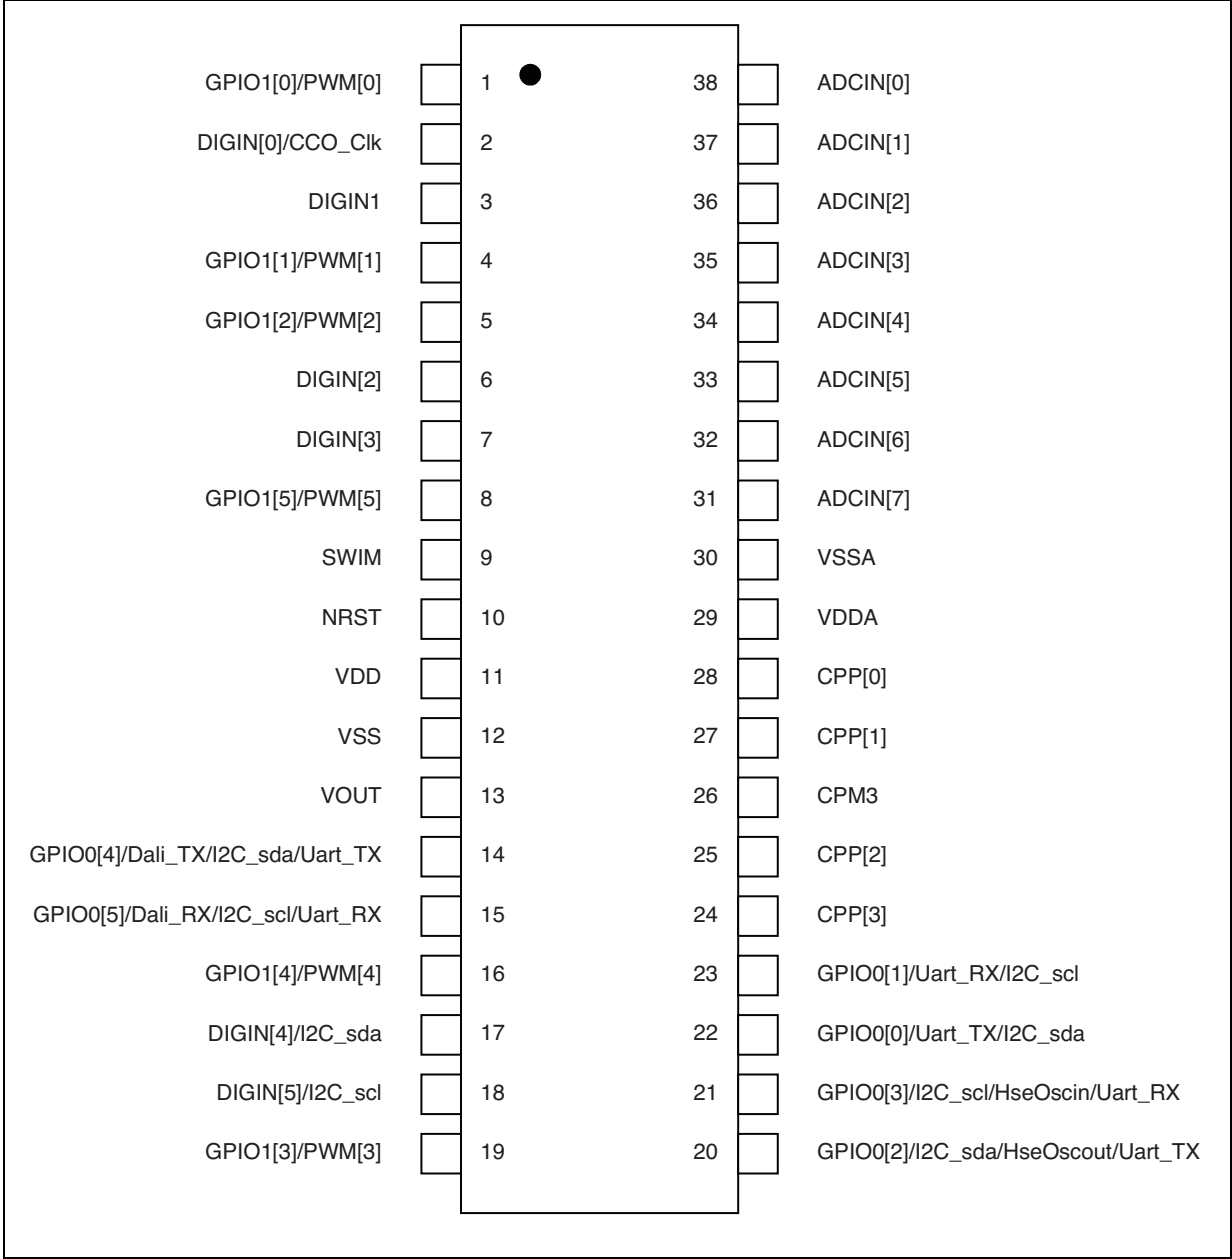 GPIO1[0]/PWM[0] 1 38 ADCIN[0]
DIGIN[0]/CCO_Clk 2 37 ADCIN[1]
DIGIN1 3 36 ADCIN[2]
GPIO1[1]/PWM[1] 4 35 ADCIN[3]
GPIO1[2]/PWM[2] 5 34 ADCIN[4]
DIGIN[2] 6 33 ADCIN[5]
DIGIN[3] 7 32 ADCIN[6]
GPIO1[5]/PWM[5] 8 31 ADCIN[7]
SWIM 9 30 VSSA
NRST 10 29 VDDA
VDD 11 28 CPP[0]
VSS 12 27 CPP[1]
VOUT 13 26 CPM3
GPIO0[4]/Dali_TX/I2C_sda/Uart_TX 14 25 CPP[2]
GPIO0[5]/Dali_RX/I2C_scl/Uart_RX 15 24 CPP[3]
GPIO1[4]/PWM[4] 16 23 GPIO0[1]/Uart_RX/I2C_scl
DIGIN[4]/I2C_sda 17 22 GPIO0[0]/Uart_TX/I2C_sda
DIGIN[5]/I2C_scl 18 21 GPIO0[3]/I2C_scl/HseOscin/Uart_RX
GPIO1[3]/PWM[3] 19 20 GPIO0[2]/I2C_sda/HseOscout/Uart_TX